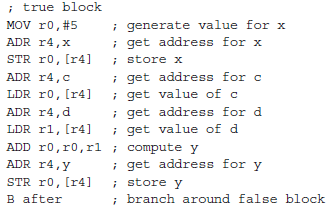 ; true block
MOV r0,#5 ; generate value for x
ADR r4,x ; get address for x
STR r0,[r4] ; store x
ADR r4,c ; get address for c
LDR r0,[r4] ; get value of c
ADR r4,d ; get address for d
LDR r1,[r4] ; get value of d
ADD r0,r0,r1 ; compute y
ADR r4,y ; get address for y
STR r0,[r4] ; store y
B after ; branch around false block